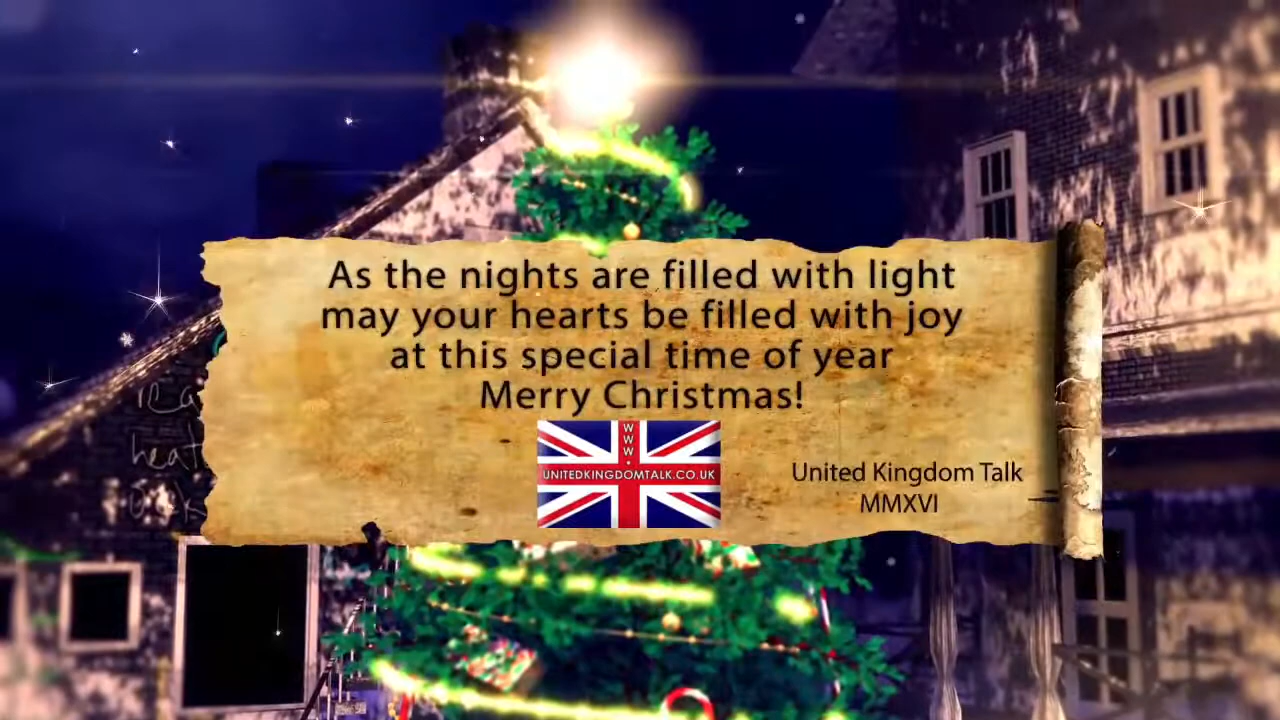 As the nights are filled with light
may your hearts be filled with joy
at this special time of year
Merry Christmas!
WWW.
UNITEDKINGDOMTALK.CO.UK
United Kingdom Talk
MMXVI